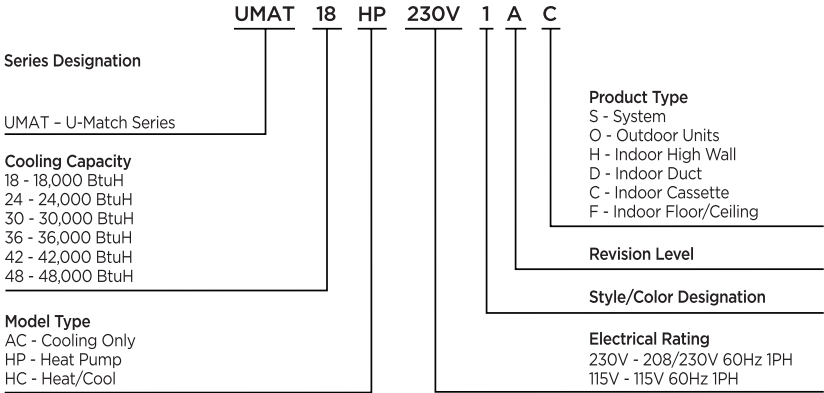 UMAT 18 HP 230V 1 A C
Series Designation
UMAT – U-Match Series
Cooling Capacity
18 - 18,000 BtuH
24 - 24,000 BtuH
30 - 30,000 BtuH
36 - 36,000 BtuH
42 - 42,000 BtuH
48 - 48,000 BtuH
Model Type
AC - Cooling Only
HP - Heat Pump
HC - Heat/Cool
Product Type
S - System
O - Outdoor Units
H - Indoor High Wall
D - Indoor Duct
C - Indoor Cassette
F - Indoor Floor/Ceiling
Revision Level
Style/Color Designation
Electrical Rating
230V - 208/230V 60Hz 1PH
115V - 115V 60Hz 1PH